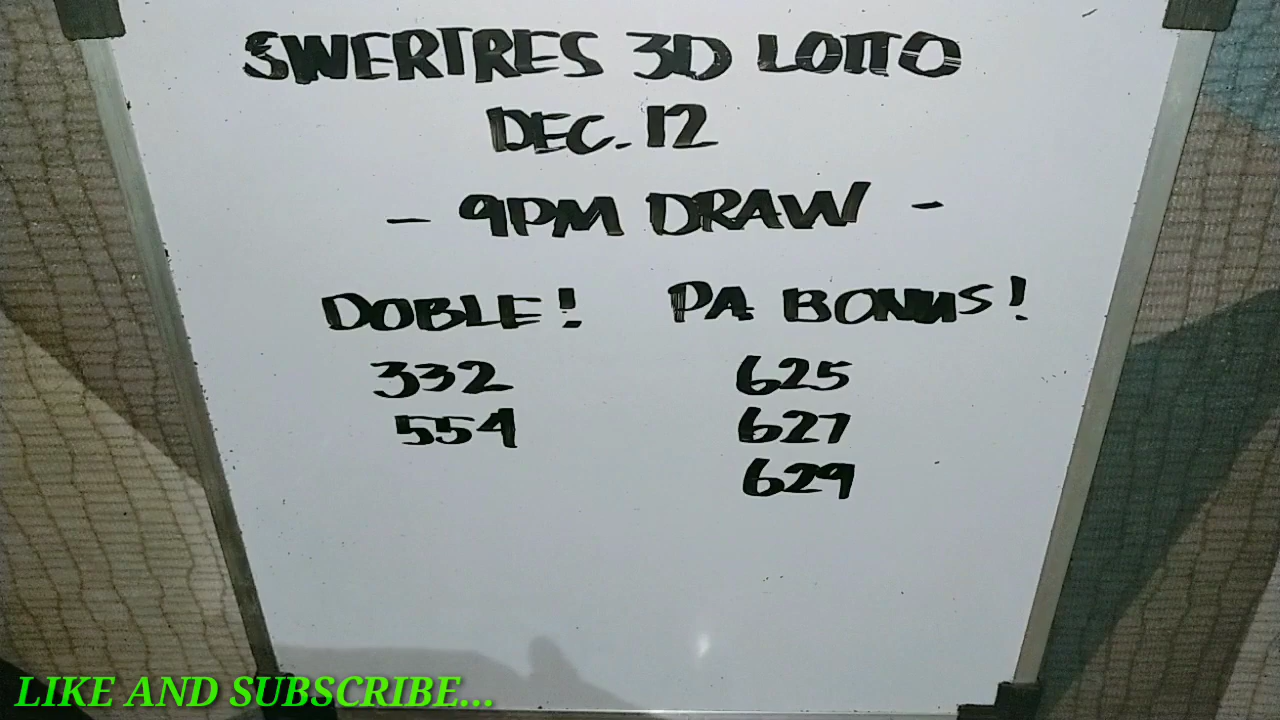 SWERTRES 3D LOTTO
DEC. 12
- 9PM DRAW -
DOBLE! PA BONUS!
332 625
554 627
629
LIKE AND SUBSCRIBE...